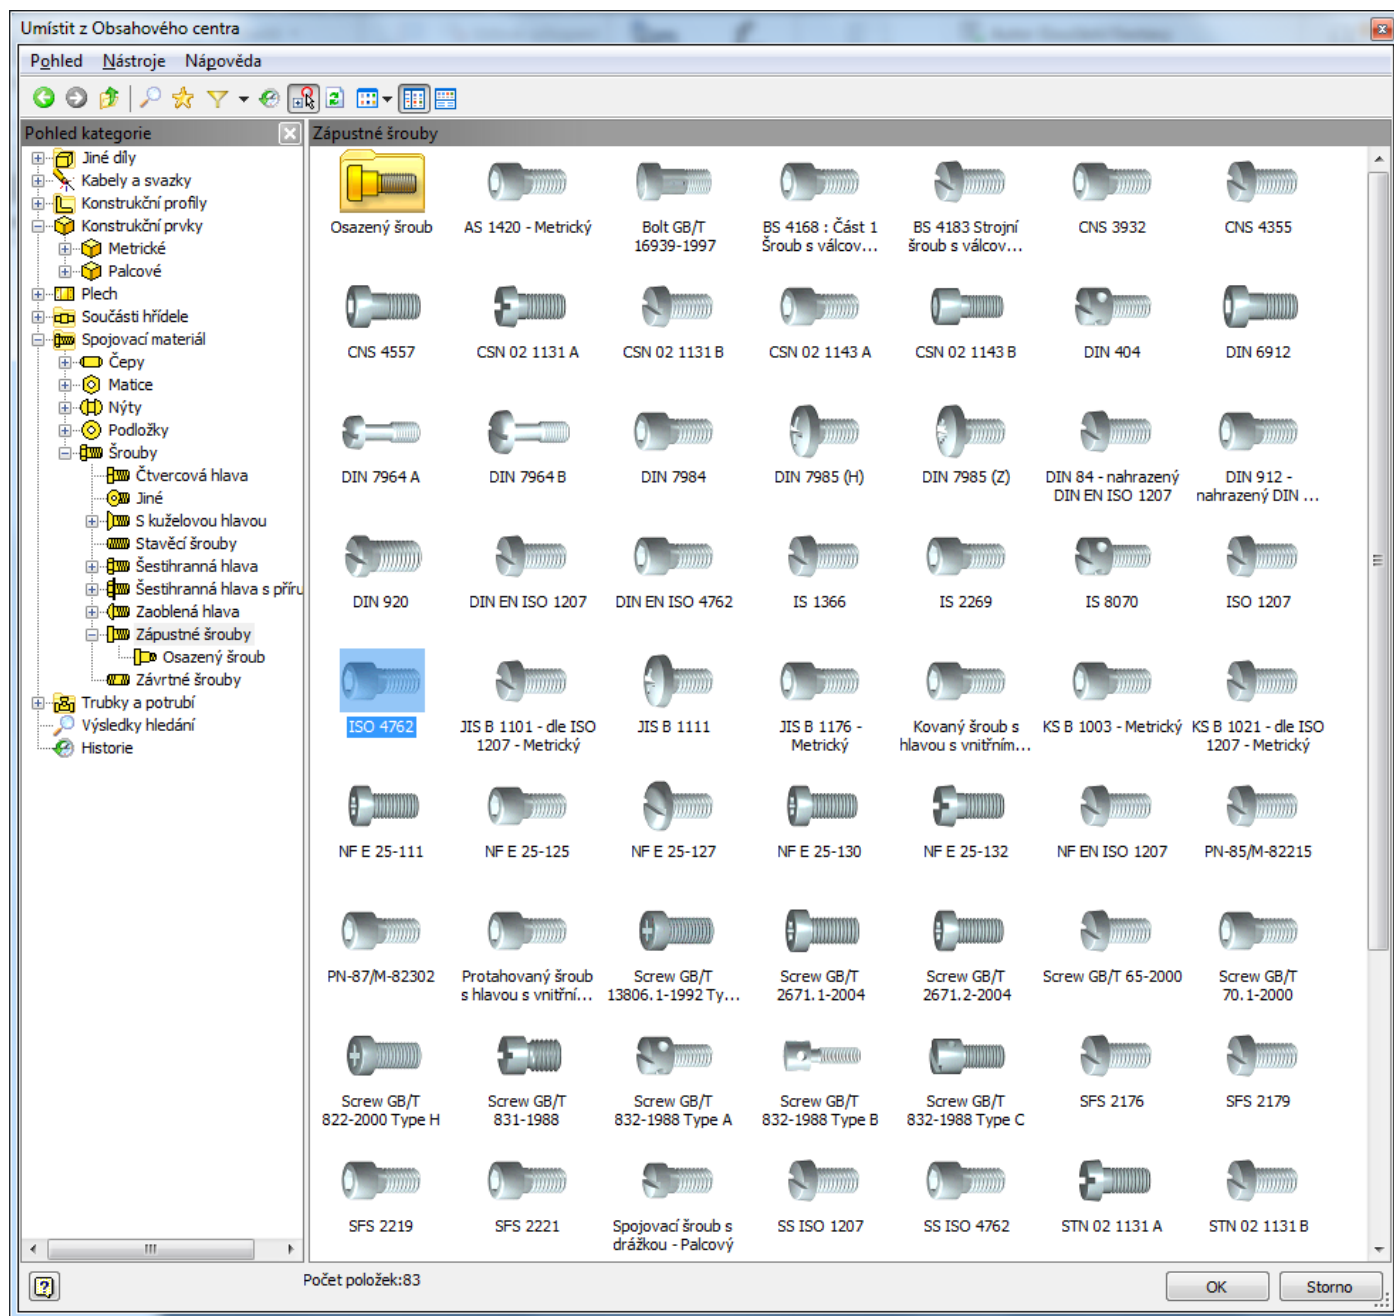 Umístit z Obsahového centra
Pohled Nástroje Nápověda
Pohled kategorie
Jiné díly
Kabely a svazky
Konstrukční profily
Konstrukční prvky
Metrické
Palcové
Plech
Součásti hřídele
Spojovací materiál
Čepy
Matice
Nýty
Podložky
Šrouby
Čtvercová hlava
Jiné
S kuželovou hlavou
Stavěcí šrouby
Šestihranná hlava
Šestihranná hlava s příru
Zaoblená hlava
Zápustné šrouby
Osazený šroub
Závrtné šrouby
Trubky a potrubí
Výsledky hledání
Historie
Zápustné šrouby
Osazený šroub
AS 1420 - Metrický
Bolt GB/T
16939-1997
BS 4168 : Část 1
Šroub s válcov...
BS 4183 Strojní
šroub s válcov...
CNS 3932
CNS 4355
CNS 4557
CSN 02 1131 A
CSN 02 1131 B
CSN 02 1143 A
CSN 02 1143 B
DIN 404
DIN 6912
DIN 7964 A
DIN 7964 B
DIN 7984
DIN 7985 (H)
DIN 7985 (Z)
DIN 84 - nahrazený
DIN EN ISO 1207
DIN 912 -
nahrazený DIN ...
DIN 920
DIN EN ISO 1207
DIN EN ISO 4762
IS 1366
IS 2269
IS 8070
ISO 1207
ISO 4762
JIS B 1101 - dle ISO
1207 - Metrický
JIS B 1111
JIS B 1176 -
Metrický
Kovaný šroub s
hlavou s vnitřním...
KS B 1003 - Metrický
KS B 1021 - dle ISO
1207 - Metrický
NF E 25-111
NF E 25-125
NF E 25-127
NF E 25-130
NF E 25-132
NF EN ISO 1207
PN-85/M-82215
PN-87/M-82302
Protahovaný šroub
s hlavou s vnitřní...
Screw GB/T
13806.1-1992 Ty...
Screw GB/T
2671.1-2004
Screw GB/T
2671.2-2004
Screw GB/T 65-2000
Screw GB/T
70.1-2000
Screw GB/T
822-2000 Type H
Screw GB/T
831-1988
Screw GB/T
832-1988 Type A
Screw GB/T
832-1988 Type B
Screw GB/T
832-1988 Type C
SFS 2176
SFS 2179
SFS 2219
SFS 2221
Spojovací šroub s
drážkou - Palcový
SS ISO 1207
SS ISO 4762
STN 02 1131 A
STN 02 1131 B
Počet položek:83
OK
Storno